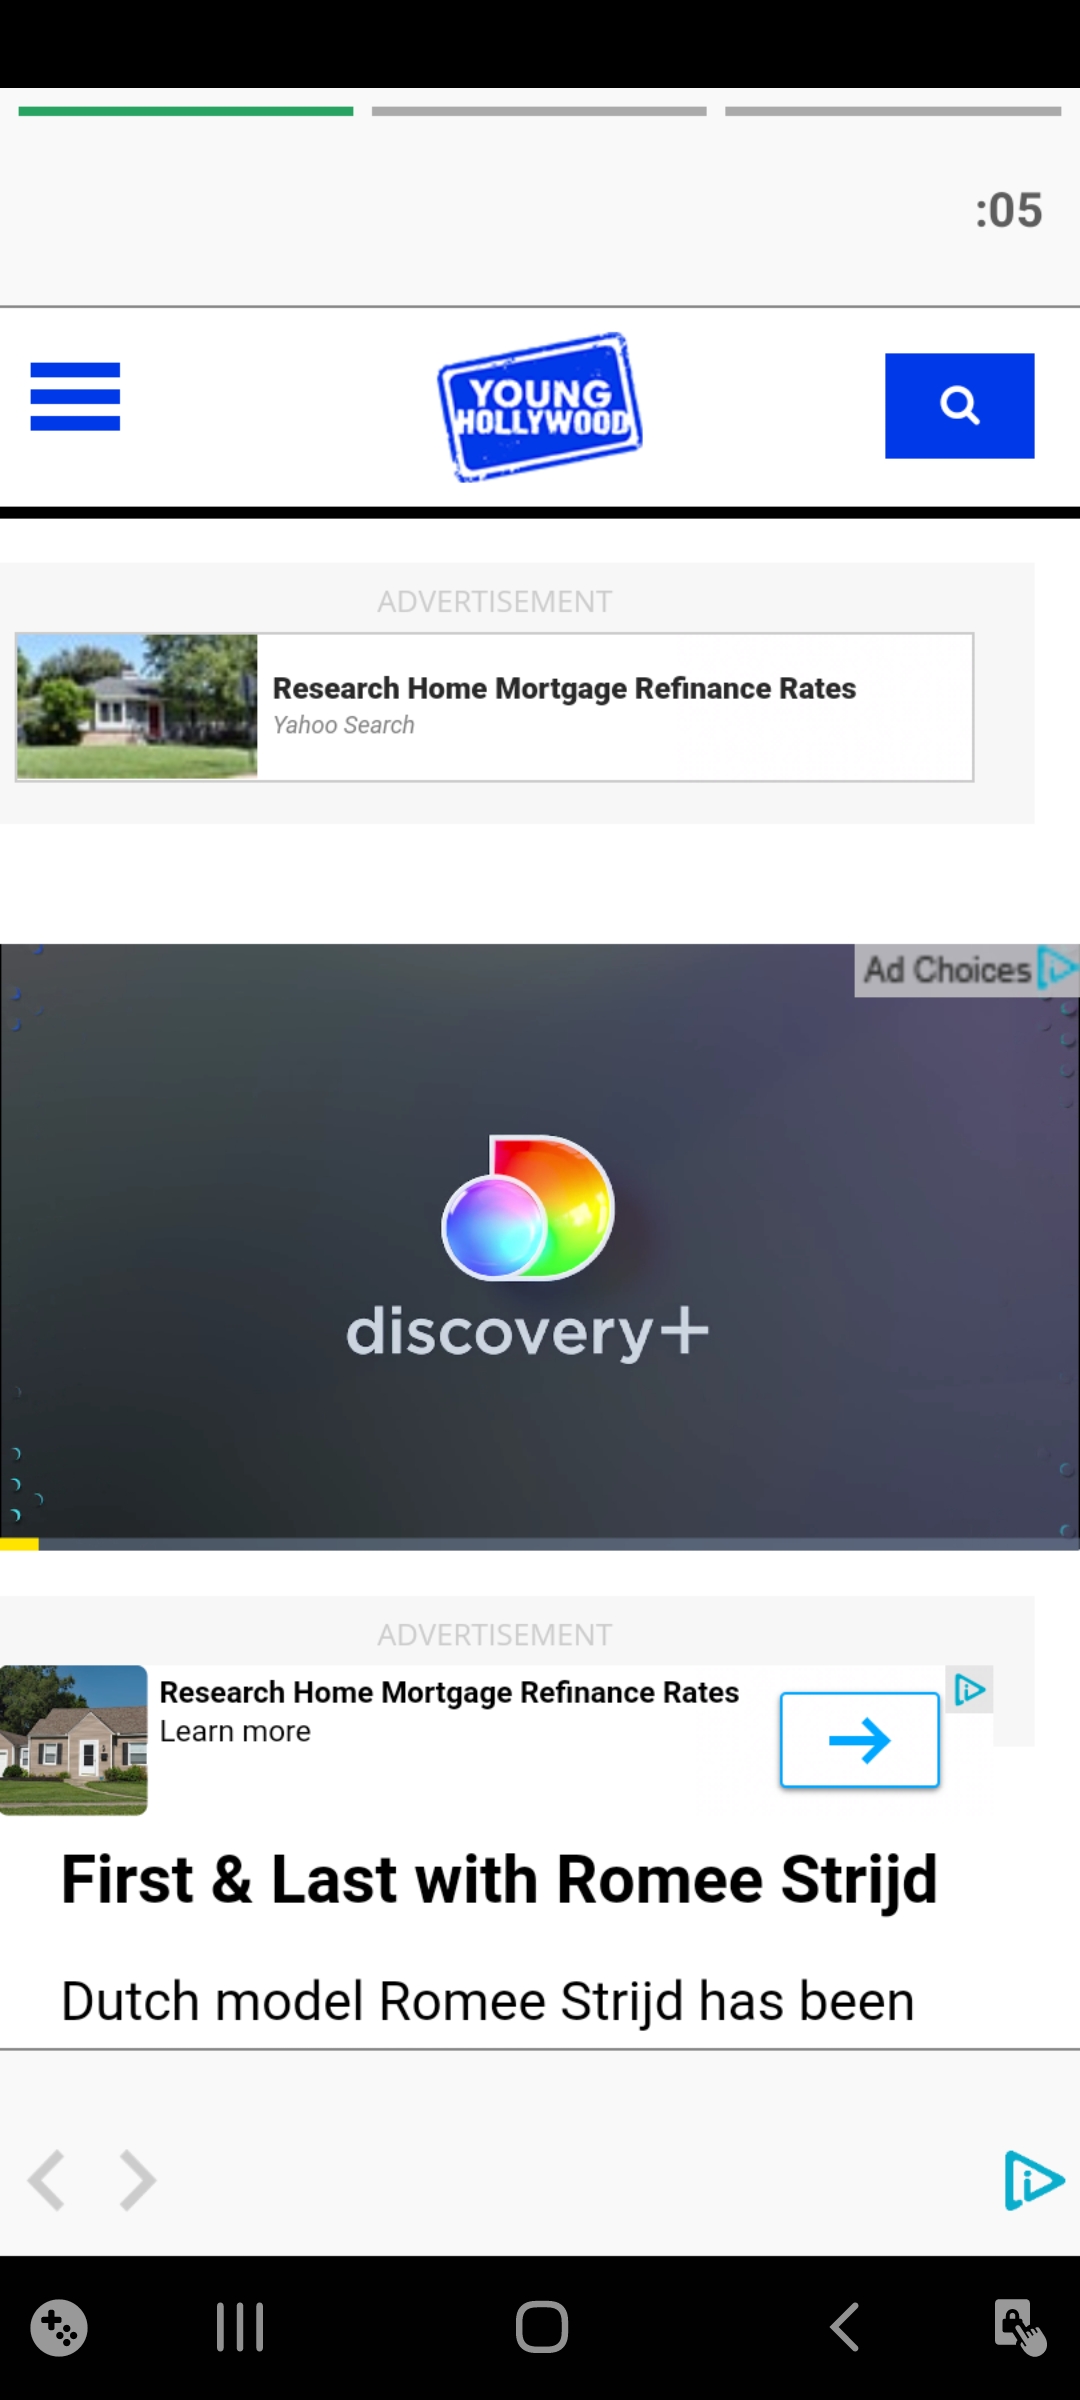 :05
YOUNG
HOLLYWOOD
ADVERTISEMENT
Research Home Mortgage Refinance Rates
Yahoo Search
Ad Choices
discovery+
ADVERTISEMENT
Research Home Mortgage Refinance Rates
Learn more
First & Last with Romee Strijd
Dutch model Romee Strijd has been